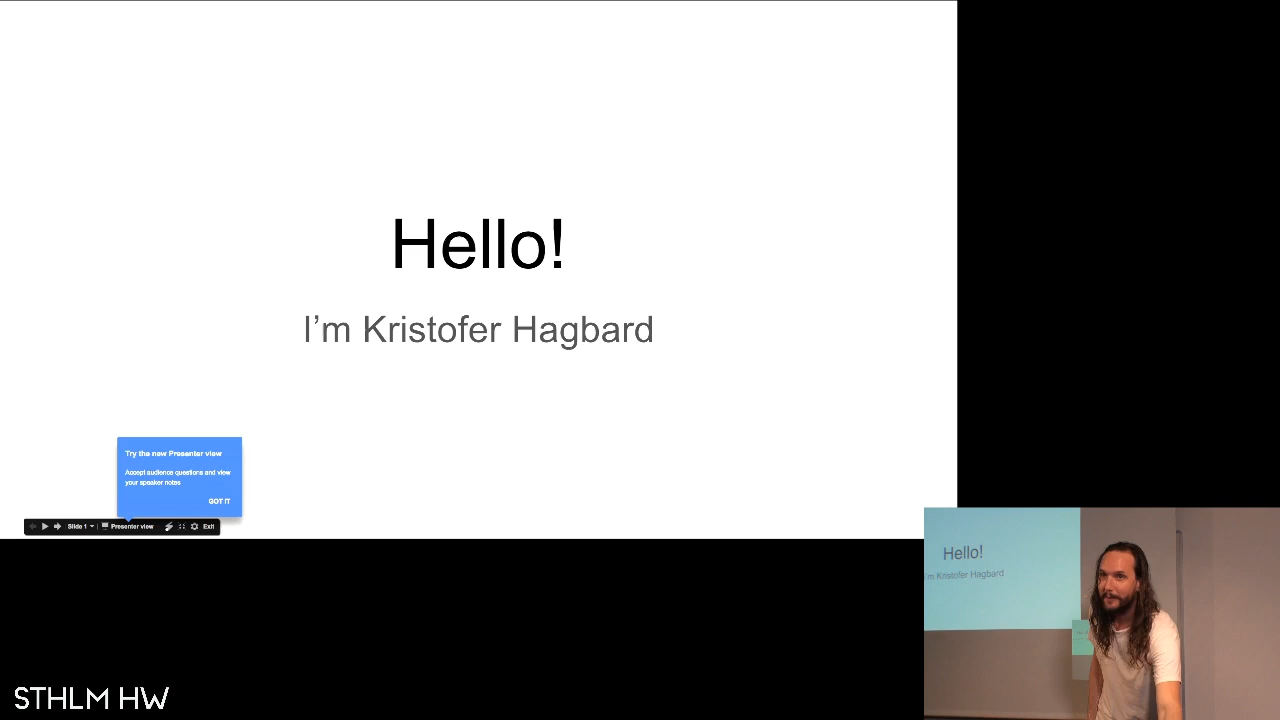 Hello!
I'm Kristofer Hagbard
Try the new Presenter view
Accept audience questions and view
your speaker notes
GOT IT
Slide 1
Presenter view
Exit
Hello!
I'm Kristofer Hagbard
STHLM HW